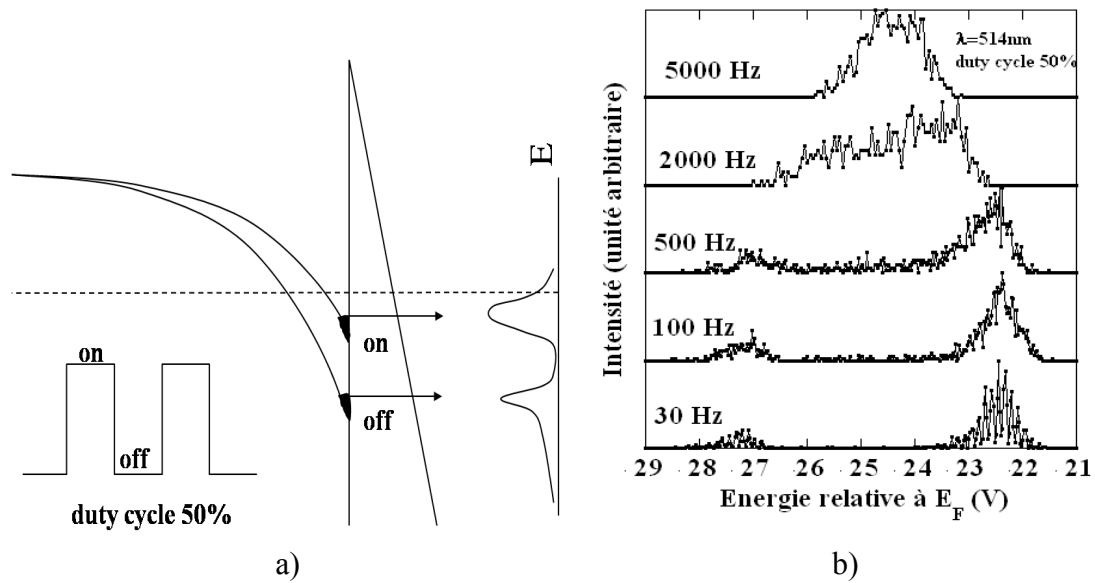 E
on
off
on
off
duty cycle 50%
a)
λ=514nm
duty cycle 50%
5000 Hz
2000 Hz
500 Hz
100 Hz
30 Hz
Intensité (unité arbitraire)
29 28 27 26 25 24 23 22 21
Energie relative à E_F (V)
b)